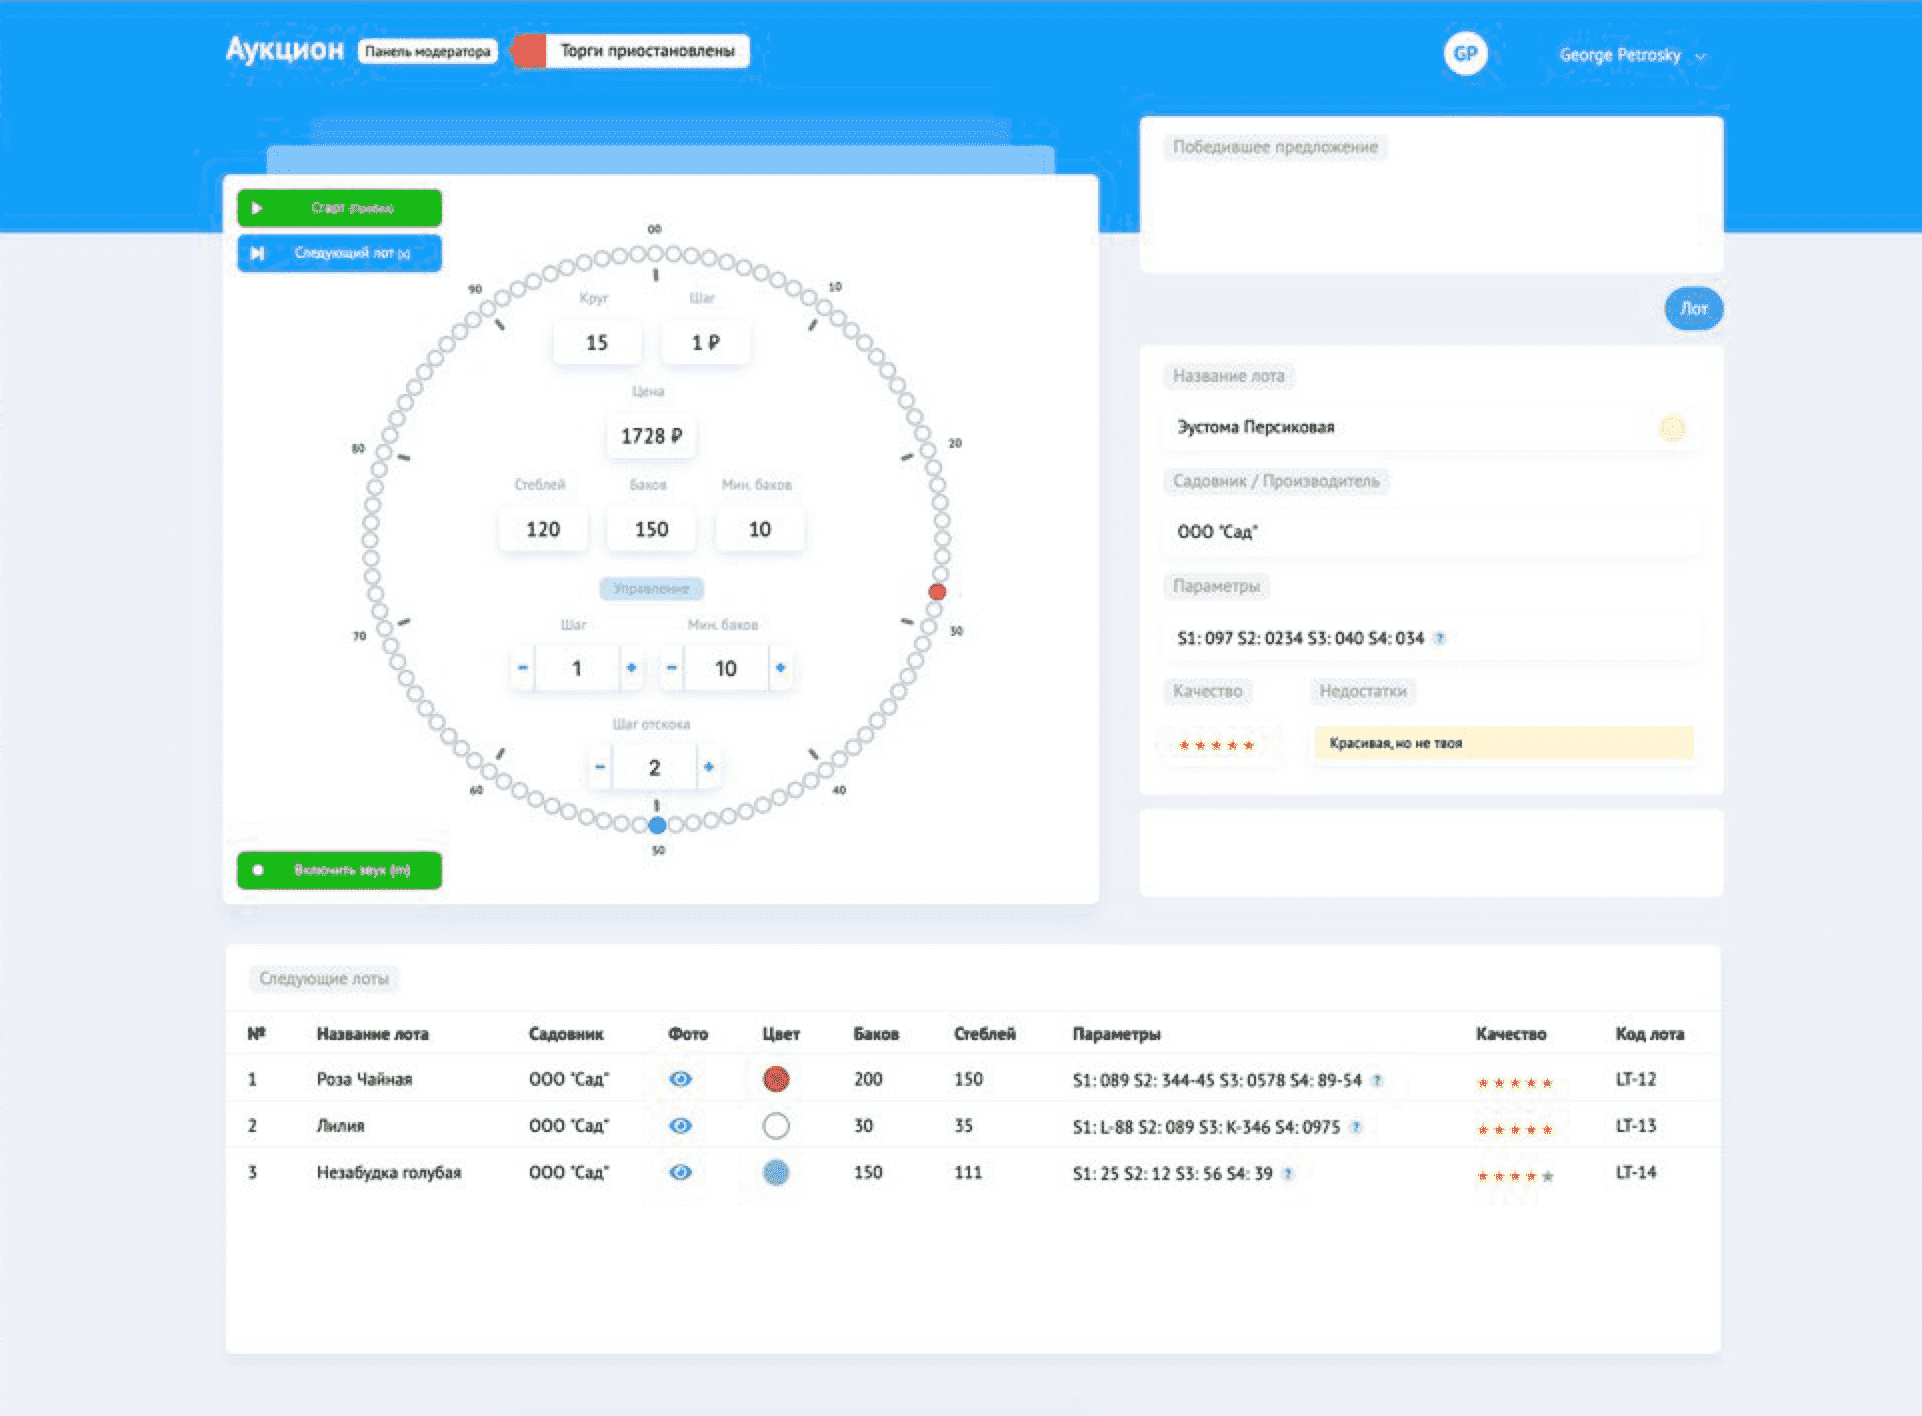 Аукцион Панель модератора Торги приостановлены
GP George Petrosky
Старт (Пробел)
Следующий лот (s)
00
10
20
30
40
50
60
70
80
90
Круг Шаг
15 1 ₽
Цена
1728 ₽
Стеблей Баков Мин. баков
120 150 10
Управление
Шаг Мин. баков
− 1 + − 10 +
Шаг отскока
− 2 +
Включить звук (m)
Победившее предложение
Лот
Название лота
Эустома Персиковая
Садовник / Производитель
ООО "Сад"
Параметры
S1: 097 S2: 0234 S3: 040 S4: 034 ?
Качество Недостатки
★ ★ ★ ★ ★ Красивая, но не твоя
Следующие лоты
№ Название лота Садовник Фото Цвет Баков Стеблей Параметры Качество Код лота
1 Роза Чайная ООО "Сад" 200 150 S1: 089 S2: 344-45 S3: 0578 S4: 89-54 ? ★ ★ ★ ★ ★ LT-12
2 Лилия ООО "Сад" 30 35 S1: L-88 S2: 089 S3: K-346 S4: 0975 ? ★ ★ ★ ★ ★ LT-13
3 Незабудка голубая ООО "Сад" 150 111 S1: 25 S2: 12 S3: 56 S4: 39 ? ★ ★ ★ ★ ★ LT-14